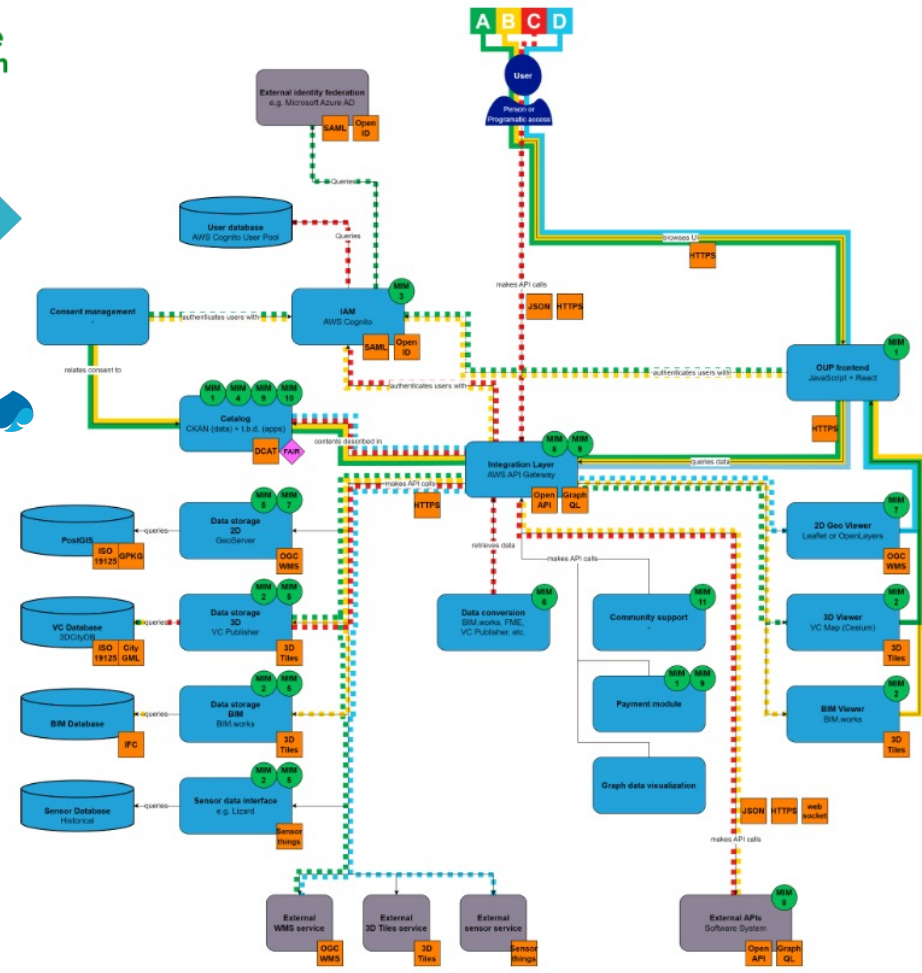 e
n
A B C D
User
Person or
Programatic access
External identity federation
e.g. Microsoft Azure AD
SAML
Open
ID
Queries
User database
AWS Cognito User Pool
Queries
browses UI
HTTPS
makes API calls
JSON
HTTPS
MIM
3
IAM
AWS Cognito
SAML
Open
ID
Consent management
-
authenticates users with
authenticates users with
authenticates users with
MIM
1
OUP frontend
JavaScript + React
HTTPS
relates consent to
MIM
1
MIM
4
MIM
9
MIM
10
Catalog
CKAN (data) + t.b.d. (apps)
DCAT
FAIR
contents described in
MIM
8
MIM
9
Integration Layer
AWS API Gateway
Open
API
Graph
QL
queries data
makes API calls
HTTPS
PostGIS
ISO
19125
GPKG
queries
MIM
5
MIM
7
Data storage
2D
GeoServer
OGC
WMS
retrieves data
makes API calls
MIM
7
2D Geo Viewer
Leaflet or OpenLayers
OGC
WMS
VC Database
3DCityDB
ISO
19125
City
GML
queries
MIM
2
MIM
5
Data storage
3D
VC Publisher
3D
Tiles
MIM
6
Data conversion
BIM.works, FME,
VC Publisher, etc.
MIM
11
Community support
-
MIM
2
3D Viewer
VC Map (Cesium)
3D
Tiles
BIM Database
IFC
queries
MIM
2
MIM
5
Data storage
BIM
BIM.works
3D
Tiles
MIM
1
MIM
9
Payment module
MIM
2
BIM Viewer
BIM.works
3D
Tiles
Sensor Database
Historical
queries
MIM
2
MIM
5
Sensor data interface
e.g. Lizard
Sensor
things
Graph data visualization
JSON
HTTPS
web
socket
makes API calls
External
WMS service
OGC
WMS
External
3D Tiles service
3D
Tiles
External
sensor service
Sensor
things
MIM
9
External APIs
Software System
Open
API
Graph
QL